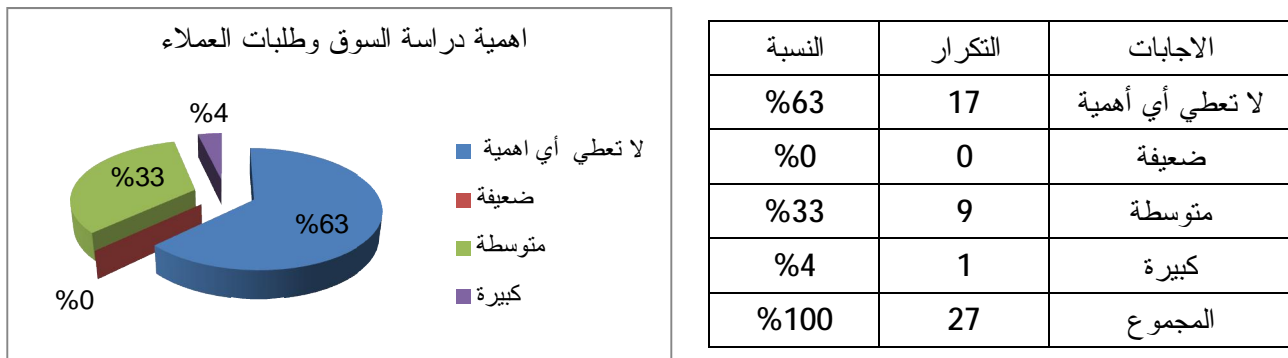 اهمية دراسة السوق وطلبات العملاء
%4
%33
%63
%0
لا تعطي أي اهمية
ضعيفة
متوسطة
كبيرة
الاجابات التكرار النسبة
لا تعطي أي أهمية 17 %63
ضعيفة 0 %0
متوسطة 9 %33
كبيرة 1 %4
المجموع 27 %100